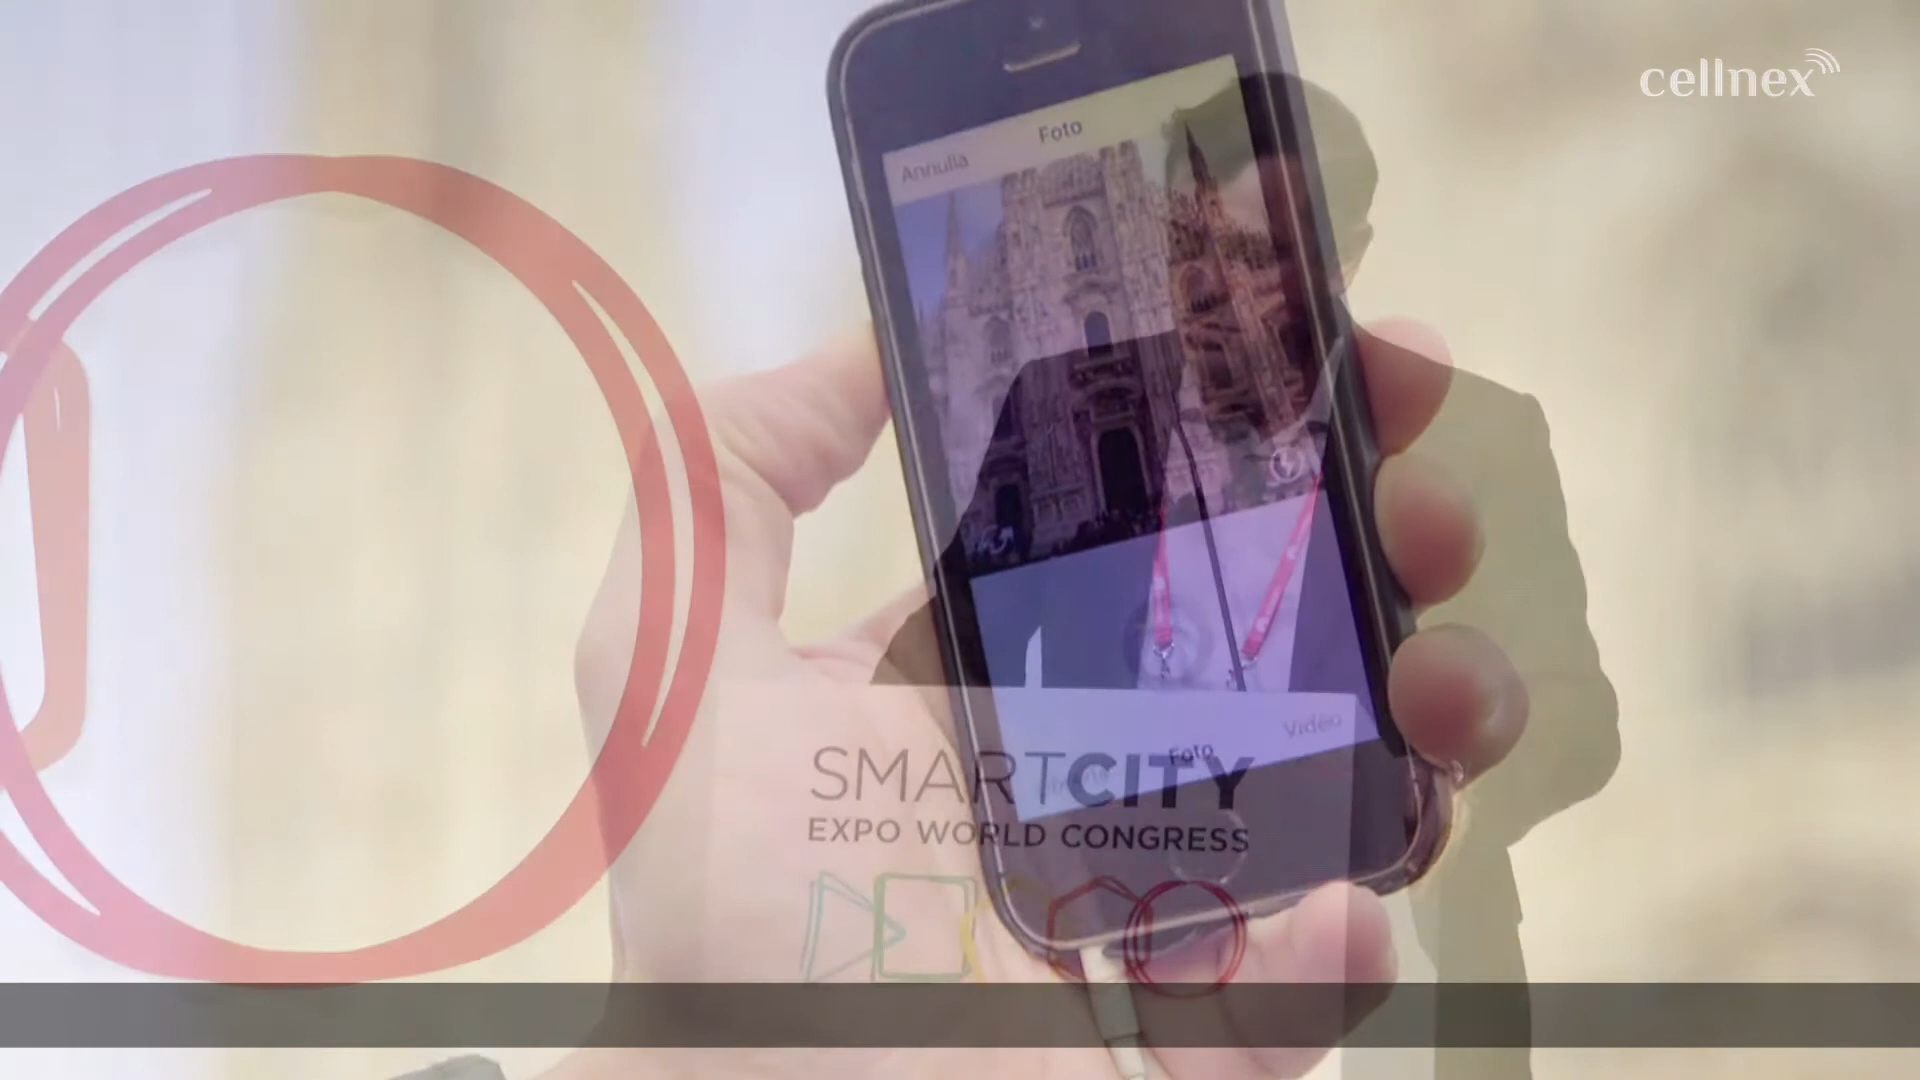 cellnex
Foto
Annulla
Video
Foto
SMARTCITY
EXPO WORLD CONGRESS